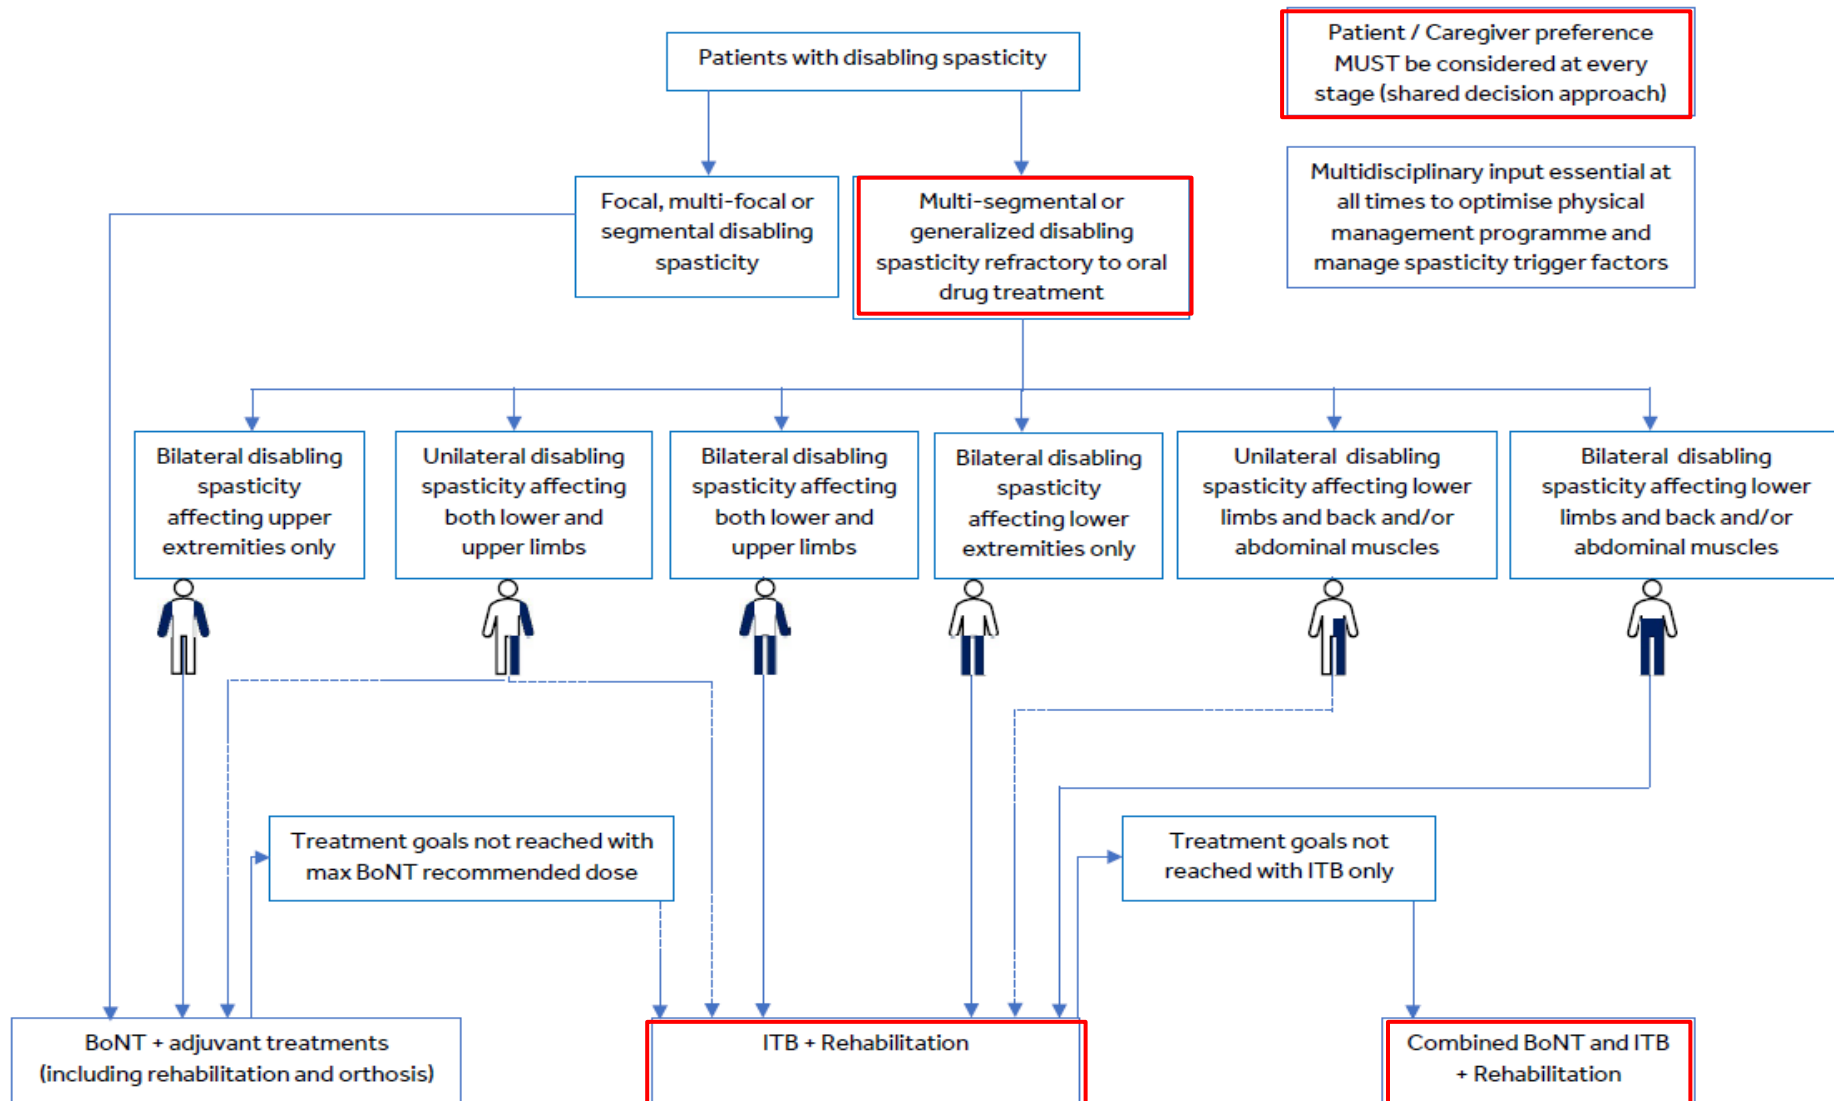 Patients with disabling spasticity
Patient / Caregiver preference
MUST be considered at every
stage (shared decision approach)
Multidisciplinary input essential at
all times to optimise physical
management programme and
manage spasticity trigger factors
Focal, multi-focal or
segmental disabling
spasticity
Multi-segmental or
generalized disabling
spasticity refractory to oral
drug treatment
Bilateral disabling
spasticity
affecting upper
extremities only
Unilateral disabling
spasticity affecting
both lower and
upper limbs
Bilateral disabling
spasticity affecting
both lower and
upper limbs
Bilateral disabling
spasticity
affecting lower
extremities only
Unilateral disabling
spasticity affecting lower
limbs and back and/or
abdominal muscles
Bilateral disabling
spasticity affecting lower
limbs and back and/or
abdominal muscles
Treatment goals not reached with
max BoNT recommended dose
Treatment goals not
reached with ITB only
BoNT + adjuvant treatments
(including rehabilitation and orthosis)
ITB + Rehabilitation
Combined BoNT and ITB
+ Rehabilitation